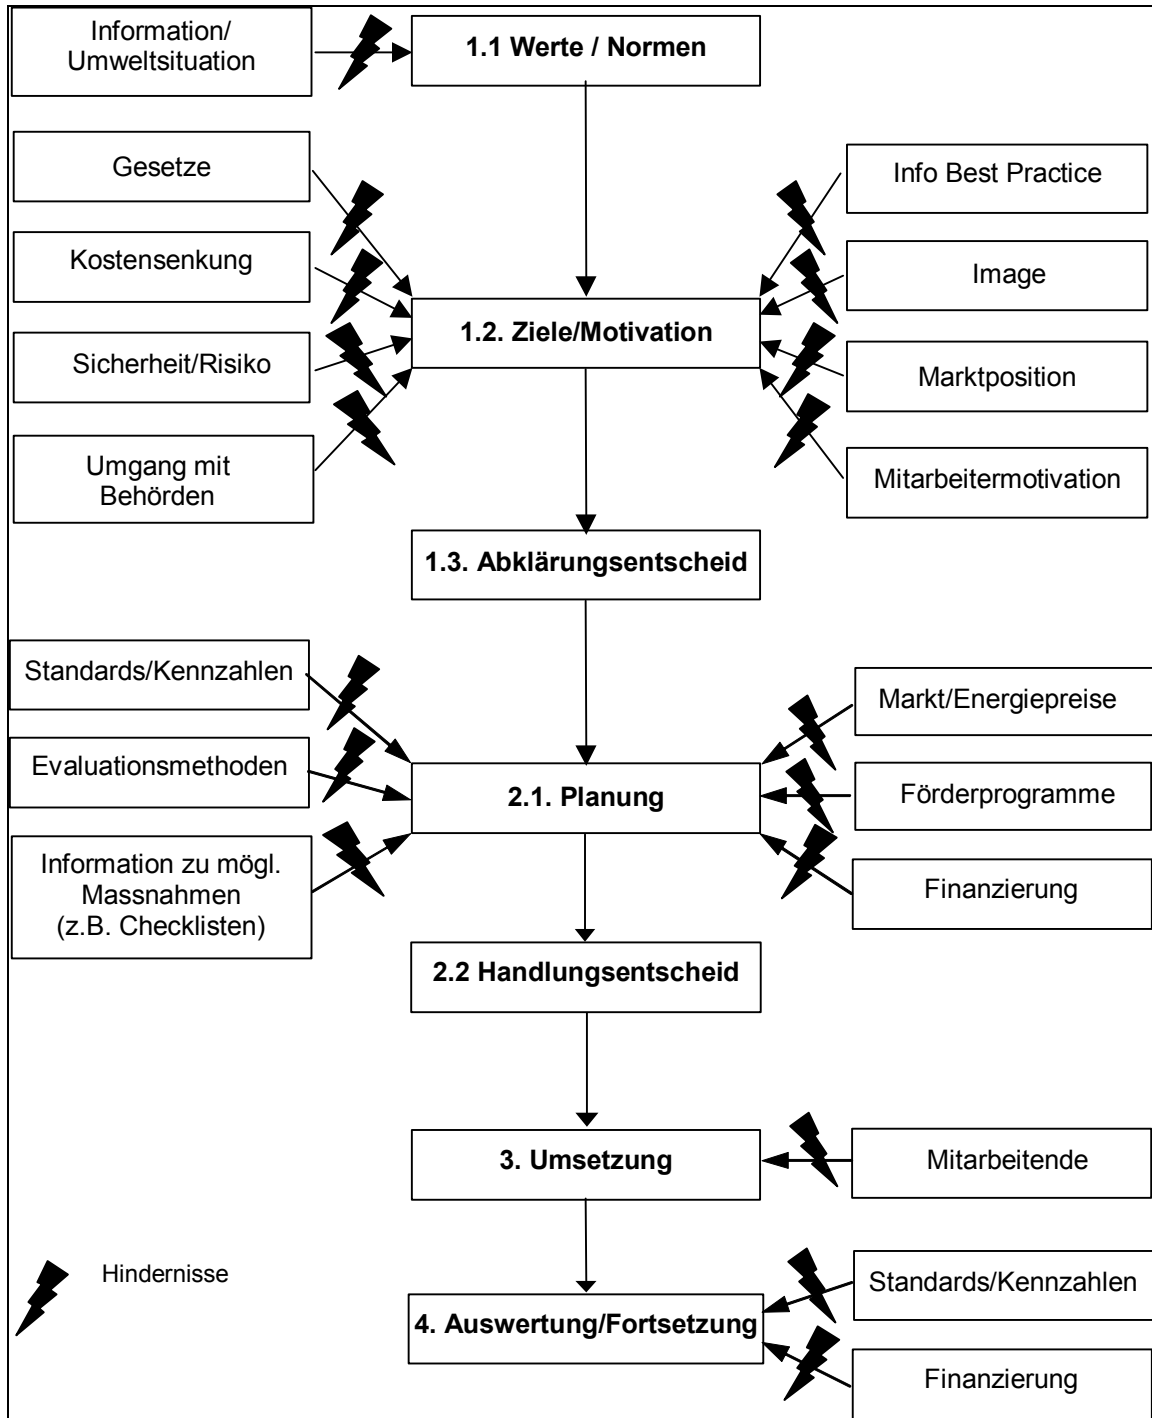 Information/
Umweltsituation
1.1 Werte / Normen
Gesetze
Info Best Practice
Kostensenkung
Image
1.2. Ziele/Motivation
Sicherheit/Risiko
Marktposition
Umgang mit
Behörden
Mitarbeitermotivation
1.3. Abklärungsentscheid
Standards/Kennzahlen
Markt/Energiepreise
Evaluationsmethoden
2.1. Planung
Förderprogramme
Information zu mögl.
Massnahmen
(z.B. Checklisten)
Finanzierung
2.2 Handlungsentscheid
3. Umsetzung
Mitarbeitende
Hindernisse
Standards/Kennzahlen
4. Auswertung/Fortsetzung
Finanzierung